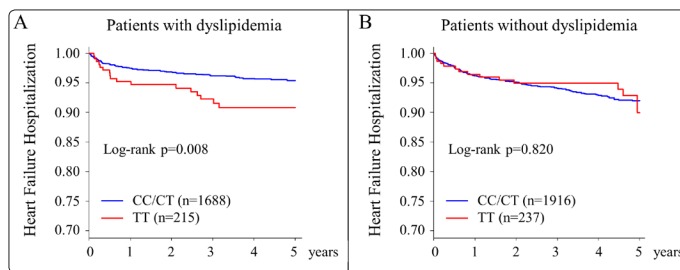 A
Patients with dyslipidemia
Heart Failure Hospitalization
1.00
0.95
0.90
0.85
0.80
0.75
0.70
Log-rank p=0.008
CC/CT (n=1688)
TT (n=215)
0 1 2 3 4 5 years
B
Patients without dyslipidemia
Heart Failure Hospitalization
1.00
0.95
0.90
0.85
0.80
0.75
0.70
Log-rank p=0.820
CC/CT (n=1916)
TT (n=237)
0 1 2 3 4 5 years